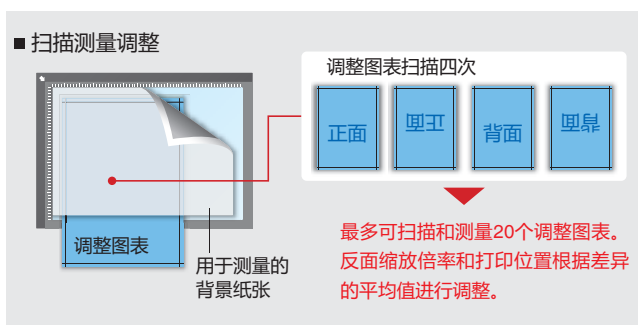 ■ 扫描测量调整
调整图表扫描四次
正面
正面
背面
背面
调整图表
用于测量的
背景纸张
最多可扫描和测量20个调整图表。
反面缩放倍率和打印位置根据差异
的平均值进行调整。